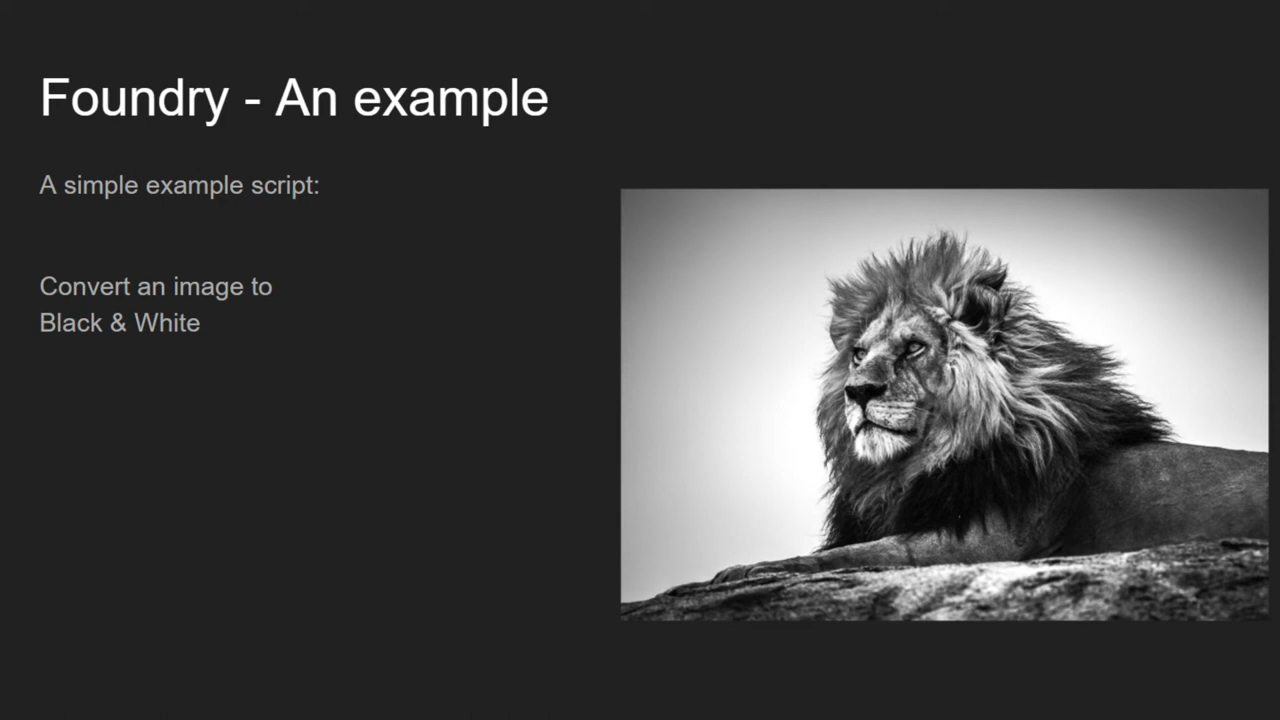 Foundry - An example
A simple example script:
Convert an image to
Black & White